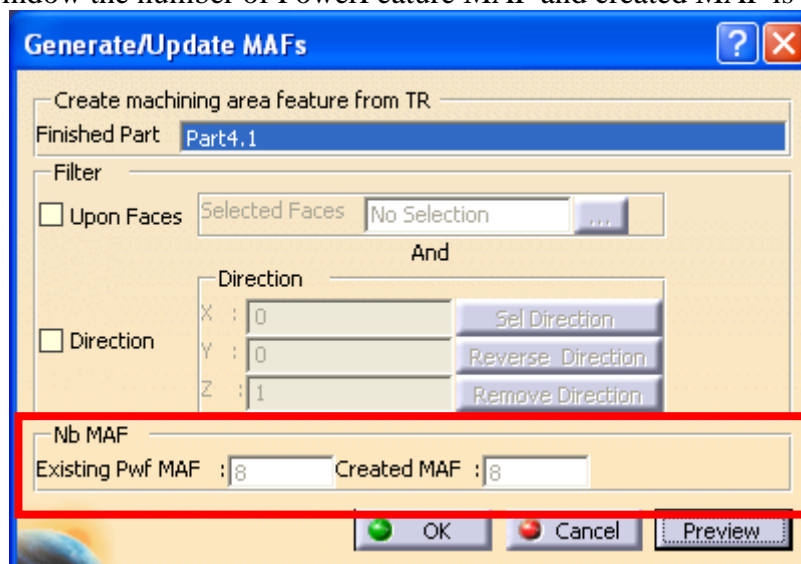 ndow the number of PowerFeature MAF and created MAF is
Generate/Update MAFs
Create machining area feature from TR
Finished Part Part4.1
Filter
Upon Faces Selected Faces No Selection ...
And
Direction
X : 0 Sel Direction
Direction Y : 0 Reverse Direction
Z : 1 Remove Direction
Nb MAF
Existing Pwf MAF : 8 Created MAF : 8
OK Cancel Preview